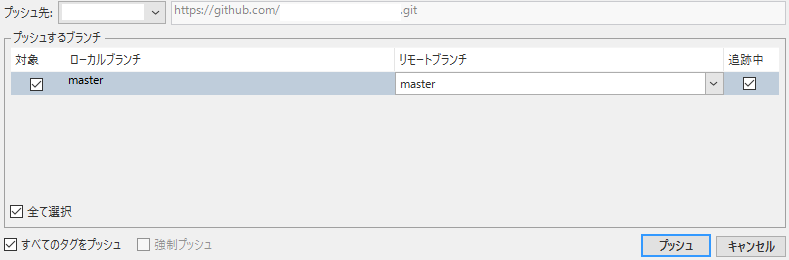 プッシュ先: https://github.com/ .git
プッシュするブランチ
対象 ローカルブランチ リモートブランチ 追跡中
master master
全て選択
すべてのタグをプッシュ 強制プッシュ プッシュ キャンセル